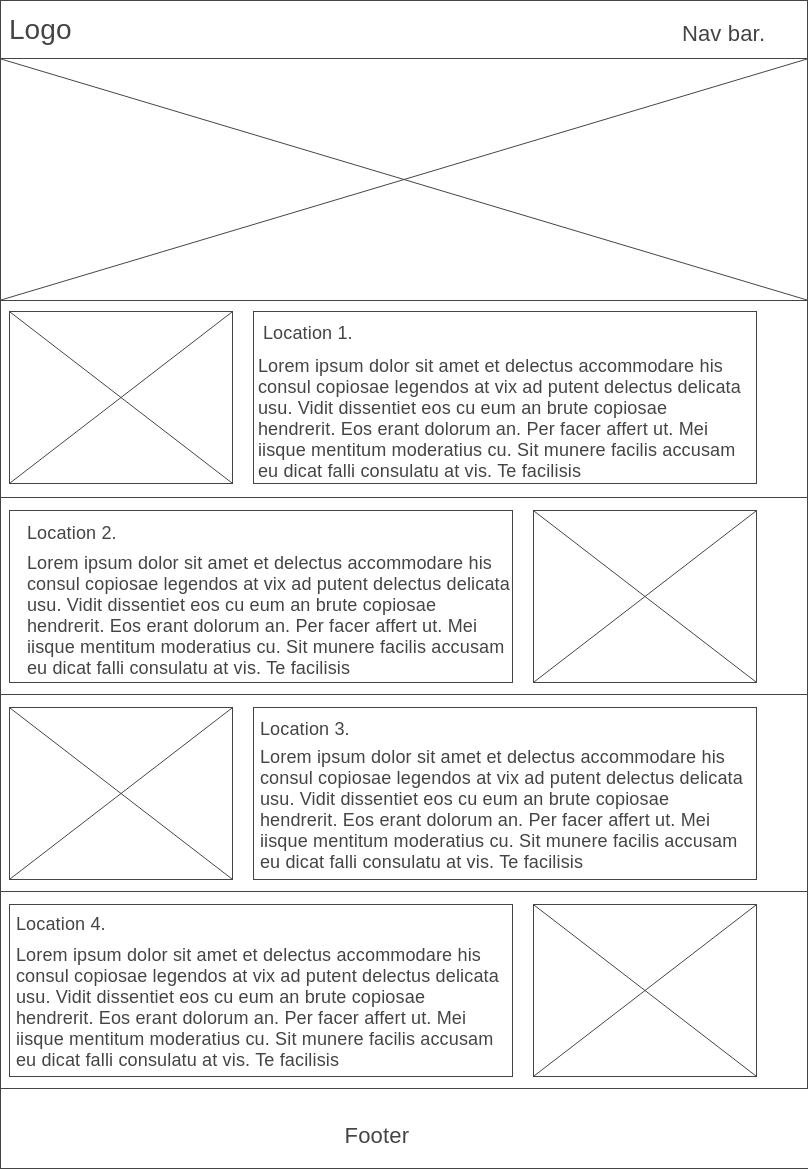 Logo
Nav bar.
Location 1.
Lorem ipsum dolor sit amet et delectus accommodare his
consul copiosae legendos at vix ad putent delectus delicata
usu. Vidit dissentiet eos cu eum an brute copiosae
hendrerit. Eos erant dolorum an. Per facer affert ut. Mei
iisque mentitum moderatius cu. Sit munere facilis accusam
eu dicat falli consulatu at vis. Te facilisis
Location 2.
Lorem ipsum dolor sit amet et delectus accommodare his
consul copiosae legendos at vix ad putent delectus delicata
usu. Vidit dissentiet eos cu eum an brute copiosae
hendrerit. Eos erant dolorum an. Per facer affert ut. Mei
iisque mentitum moderatius cu. Sit munere facilis accusam
eu dicat falli consulatu at vis. Te facilisis
Location 3.
Lorem ipsum dolor sit amet et delectus accommodare his
consul copiosae legendos at vix ad putent delectus delicata
usu. Vidit dissentiet eos cu eum an brute copiosae
hendrerit. Eos erant dolorum an. Per facer affert ut. Mei
iisque mentitum moderatius cu. Sit munere facilis accusam
eu dicat falli consulatu at vis. Te facilisis
Location 4.
Lorem ipsum dolor sit amet et delectus accommodare his
consul copiosae legendos at vix ad putent delectus delicata
usu. Vidit dissentiet eos cu eum an brute copiosae
hendrerit. Eos erant dolorum an. Per facer affert ut. Mei
iisque mentitum moderatius cu. Sit munere facilis accusam
eu dicat falli consulatu at vis. Te facilisis
Footer